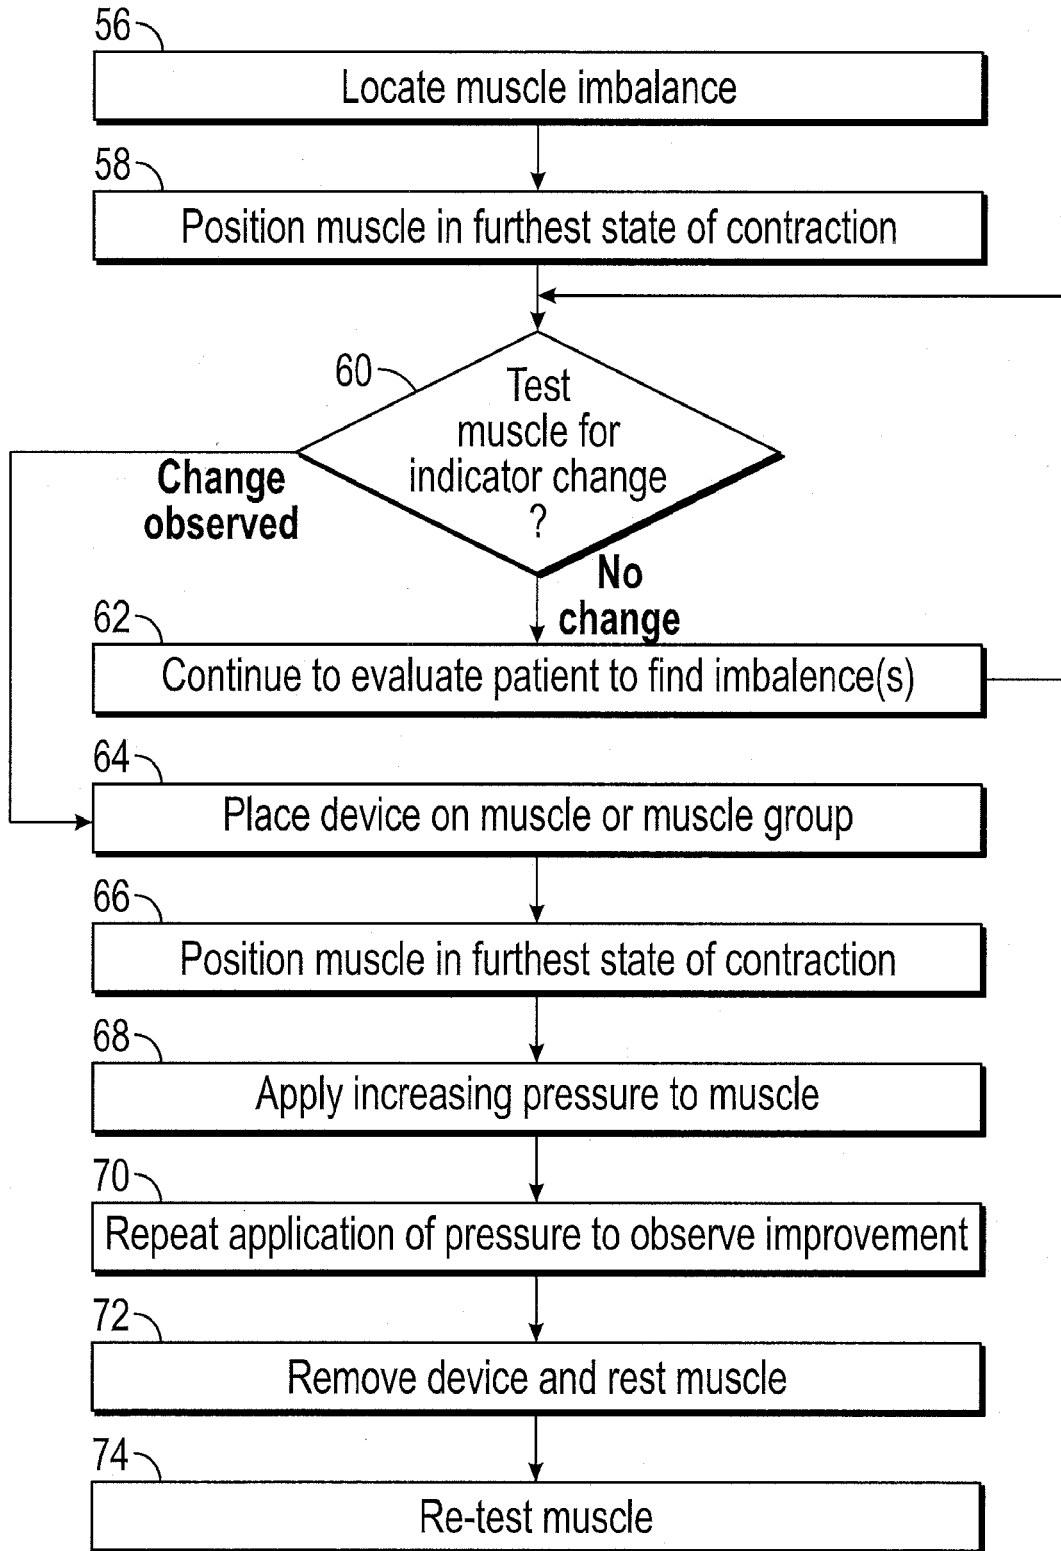 56
Locate muscle imbalance
58
Position muscle in furthest state of contraction
60
Test
muscle for
indicator change
?
Change
observed
No
change
62
Continue to evaluate patient to find imbalence(s)
64
Place device on muscle or muscle group
66
Position muscle in furthest state of contraction
68
Apply increasing pressure to muscle
70
Repeat application of pressure to observe improvement
72
Remove device and rest muscle
74
Re-test muscle